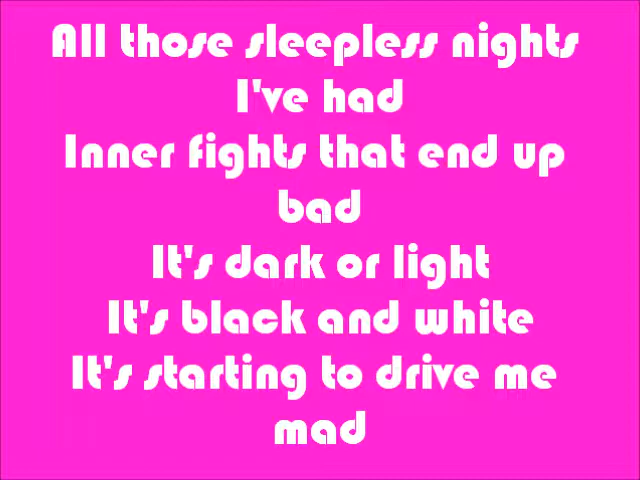 All those sleepless nights
I've had
Inner fights that end up
bad
It's dark or light
It's black and white
It's starting to drive me
mad